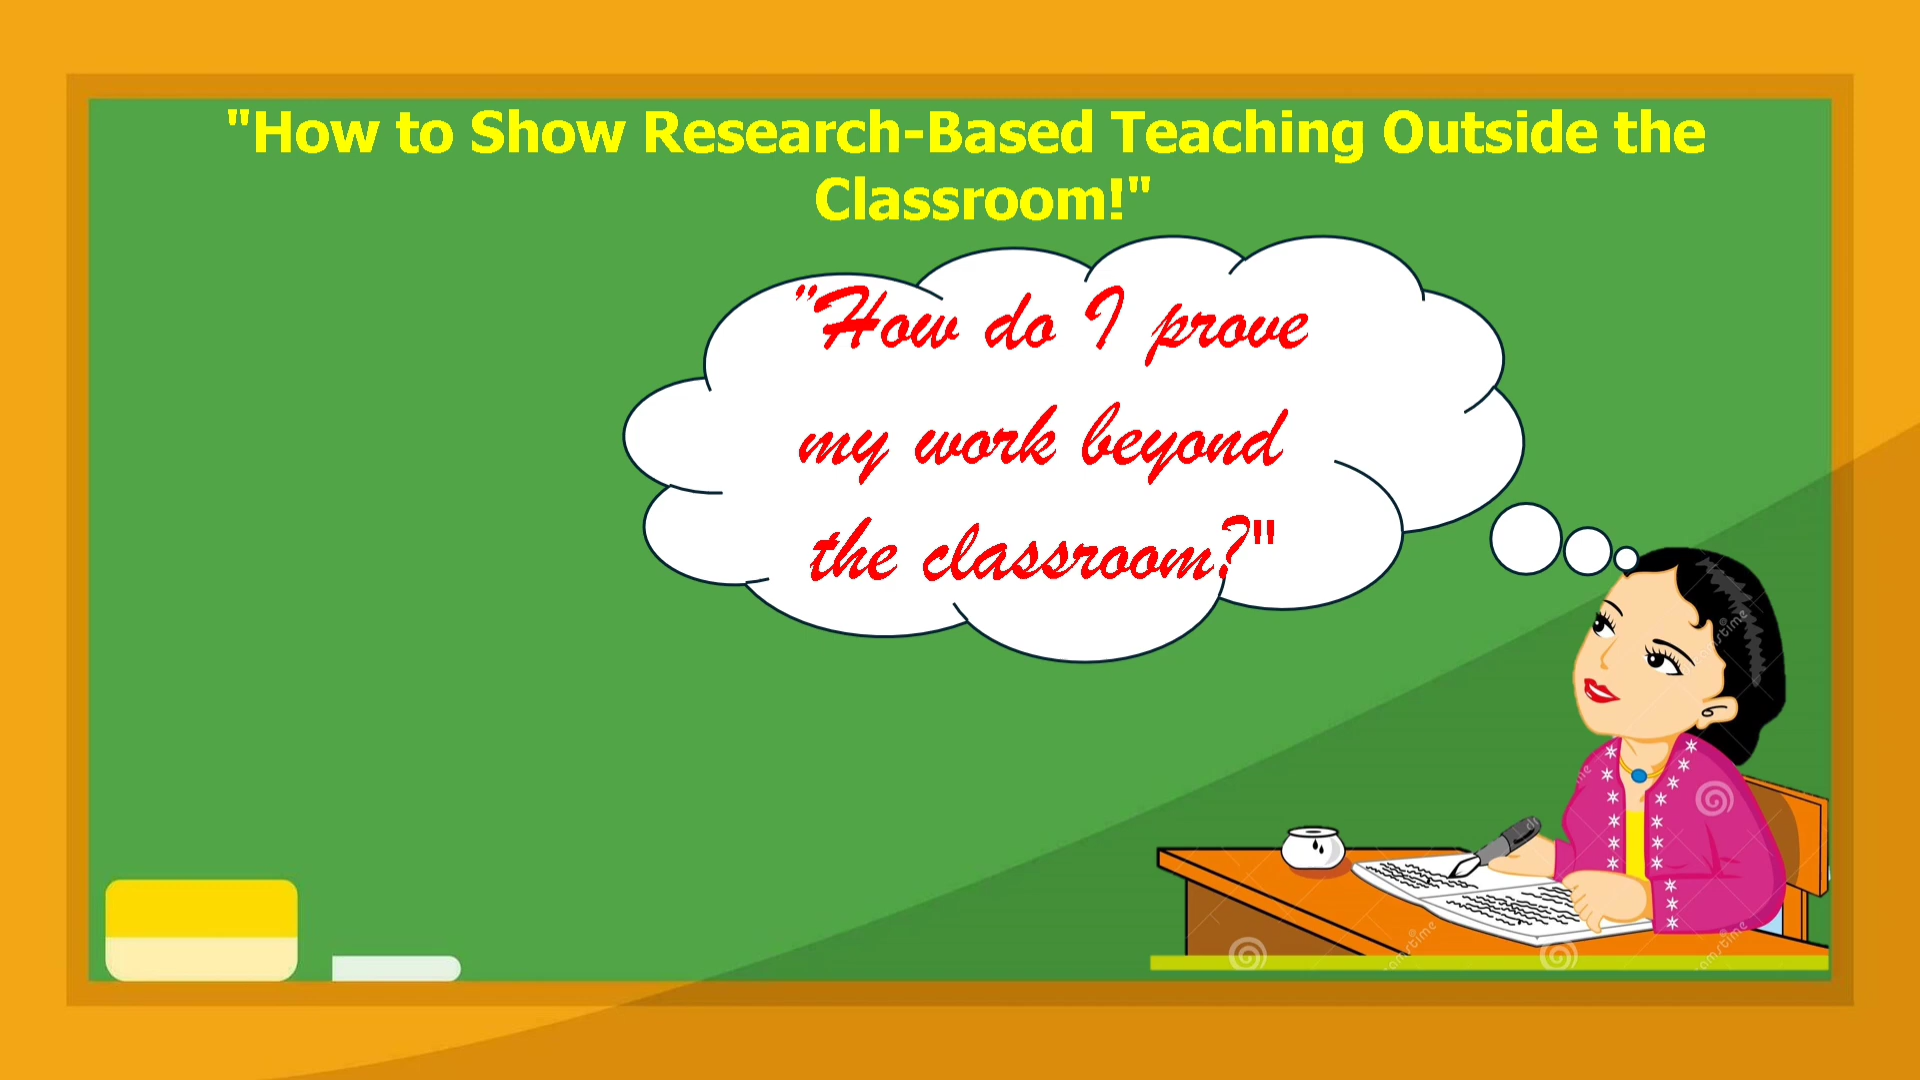 "How to Show Research-Based Teaching Outside the
Classroom!"
"How do I prove
my work beyond
the classroom?"